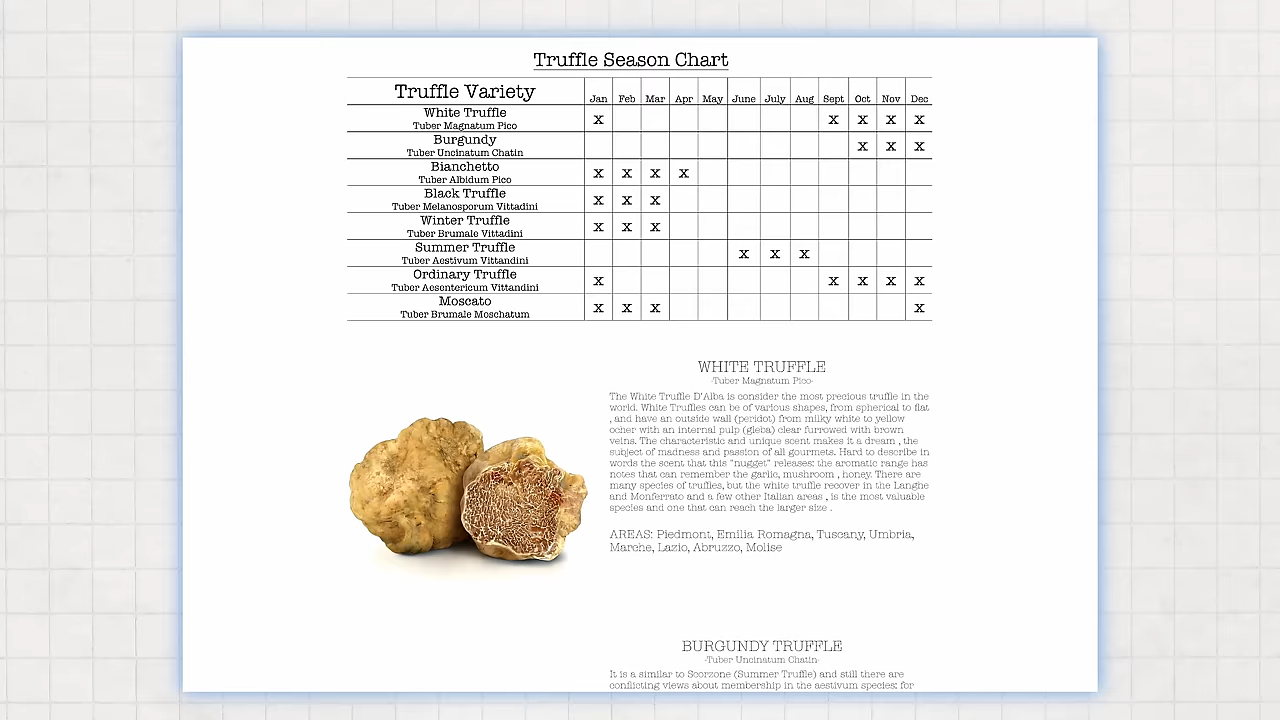 Truffle Season Chart
Truffle Variety Jan Feb Mar Apr May June July Aug Sept Oct Nov Dec
White Truffle
Tuber Magnatum Pico
X X X X X
Burgundy
Tuber Uncinatum Chatin
X X X
Bianchetto
Tuber Albidum Pico
X X X X
Black Truffle
Tuber Melanosporum Vittadini
X X X
Winter Truffle
Tuber Brumale Vittadini
X X X
Summer Truffle
Tuber Aestivum Vittandini
X X X
Ordinary Truffle
Tuber Aesentericum Vittandini
X X X X X
Moscato
Tuber Brumale Moschatum
X X X X
WHITE TRUFFLE
-Tuber Magnatum Pico-
The White Truffle D'Alba is consider the most precious truffle in the
world. White Truffles can be of various shapes, from spherical to flat
, and have an outside wall (peridot) from milky white to yellow
ocher with an internal pulp (gleba) clear furrowed with brown
veins. The characteristic and unique scent makes it a dream , the
subject of madness and passion of all gourmets. Hard to describe in
words the scent that this "nugget" releases: the aromatic range has
notes that can remember the garlic, mushroom , honey. There are
many species of truffles, but the white truffle recover in the Langhe
and Monferrato and a few other Italian areas , is the most valuable
species and one that can reach the larger size .
AREAS: Piedmont, Emilia Romagna, Tuscany, Umbria,
Marche, Lazio, Abruzzo, Molise
BURGUNDY TRUFFLE
-Tuber Uncinatum Chatin-
It is a similar to Scorzone (Summer Truffle) and still there are
conflicting views about membership in the aestivum species: for